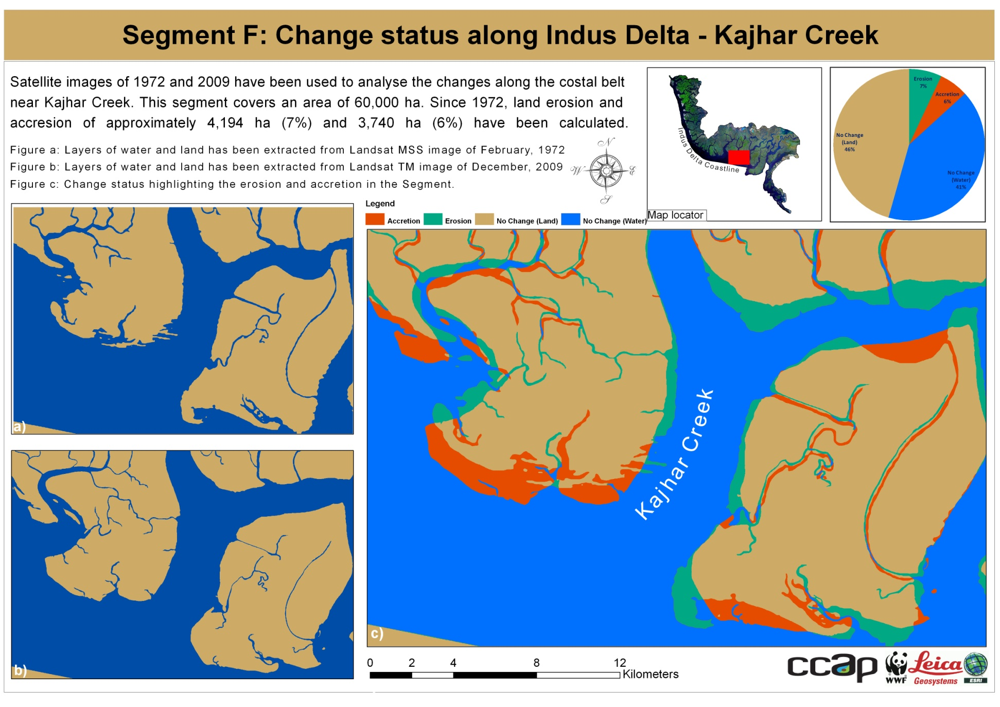 Segment F: Change status along Indus Delta - Kajhar Creek
Satellite images of 1972 and 2009 have been used to analyse the changes along the costal belt
near Kajhar Creek. This segment covers an area of 60,000 ha. Since 1972, land erosion and
accresion of approximately 4,194 ha (7%) and 3,740 ha (6%) have been calculated.
Figure a: Layers of water and land has been extracted from Landsat MSS image of February, 1972
Figure b: Layers of water and land has been extracted from Landsat TM image of December, 2009
Figure c: Change status highlighting the erosion and accretion in the Segment.
N
W
E
S
Indus Delta Coastline
Map locator
Erosion
7%
Accretion
6%
No Change
(Land)
46%
No Change
(Water)
41%
Legend
Accretion
Erosion
No Change (Land)
No Change (Water)
a)
b)
Kajhar Creek
c)
0 2 4 8 12
Kilometers
ccap
WWF
Leica
Geosystems
ESRI